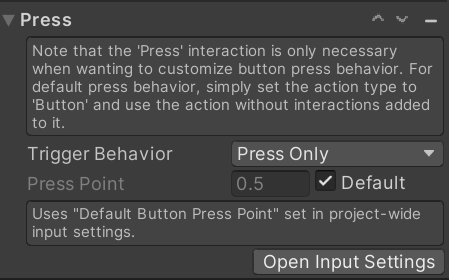 Press
Note that the 'Press' interaction is only necessary
when wanting to customize button press behavior. For
default press behavior, simply set the action type to
'Button' and use the action without interactions added
to it.
Trigger Behavior Press Only
Press Point 0.5 Default
Uses "Default Button Press Point" set in project-wide
input settings.
Open Input Settings